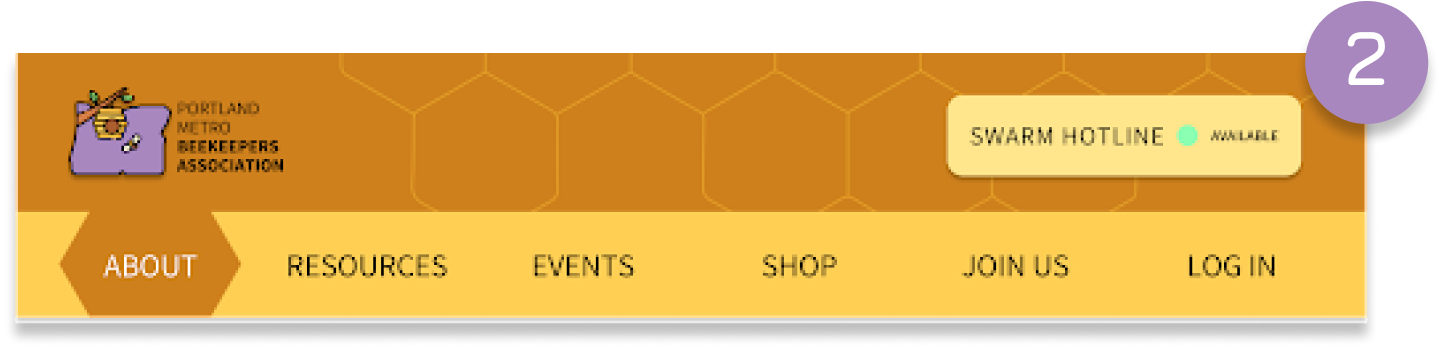 2
PORTLAND
METRO
BEEKEEPERS
ASSOCIATION
SWARM HOTLINE AVAILABLE
ABOUT RESOURCES EVENTS SHOP JOIN US LOG IN